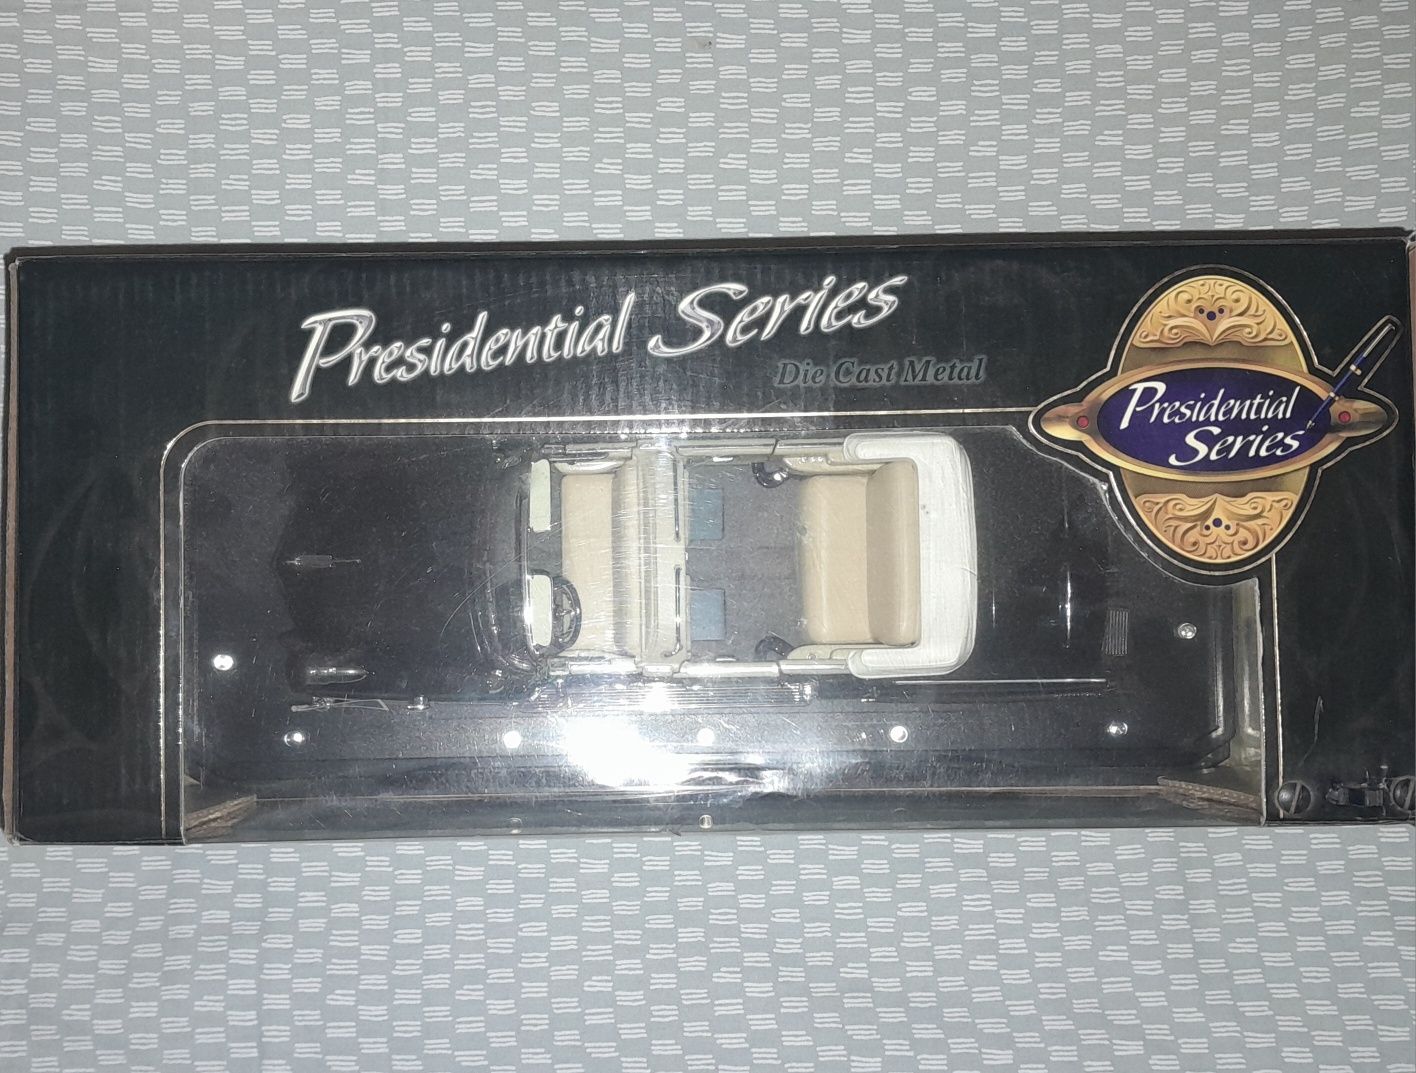 Presidential Series
Die Cast Metal
Presidential
Series